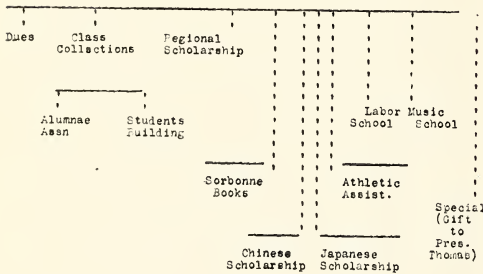 Dues
Class
Collections
Regional
Scholarship
Alumnae
Assn
Students
Building
Labor
School
Music
School
Sorbonne
Books
Athletic
Assist.
Chinese
Scholarship
Japanese
Scholarship
Special
(Gift
to
Pres.
Thomas)